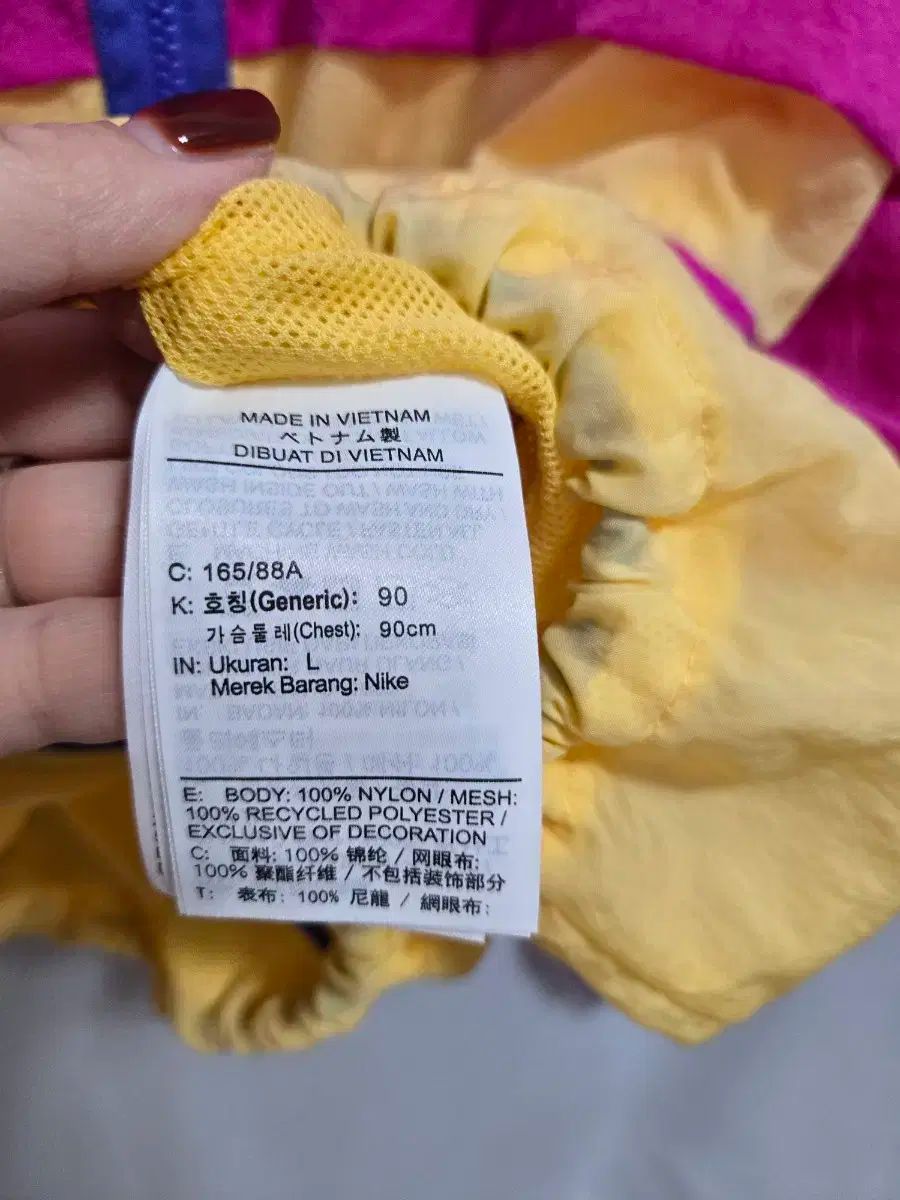 MADE IN VIETNAM
ベトナム製
DIBUAT DI VIETNAM
C: 165/88A
K: 호칭(Generic): 90
가슴둘레(Chest): 90cm
IN: Ukuran: L
Merek Barang: Nike
E: BODY: 100% NYLON / MESH:
100% RECYCLED POLYESTER /
EXCLUSIVE OF DECORATION
C: 面料: 100% 锦纶 / 网眼布:
100% 聚酯纤维 / 不包括装饰部分
T: 表布: 100% 尼龍 / 網眼布: